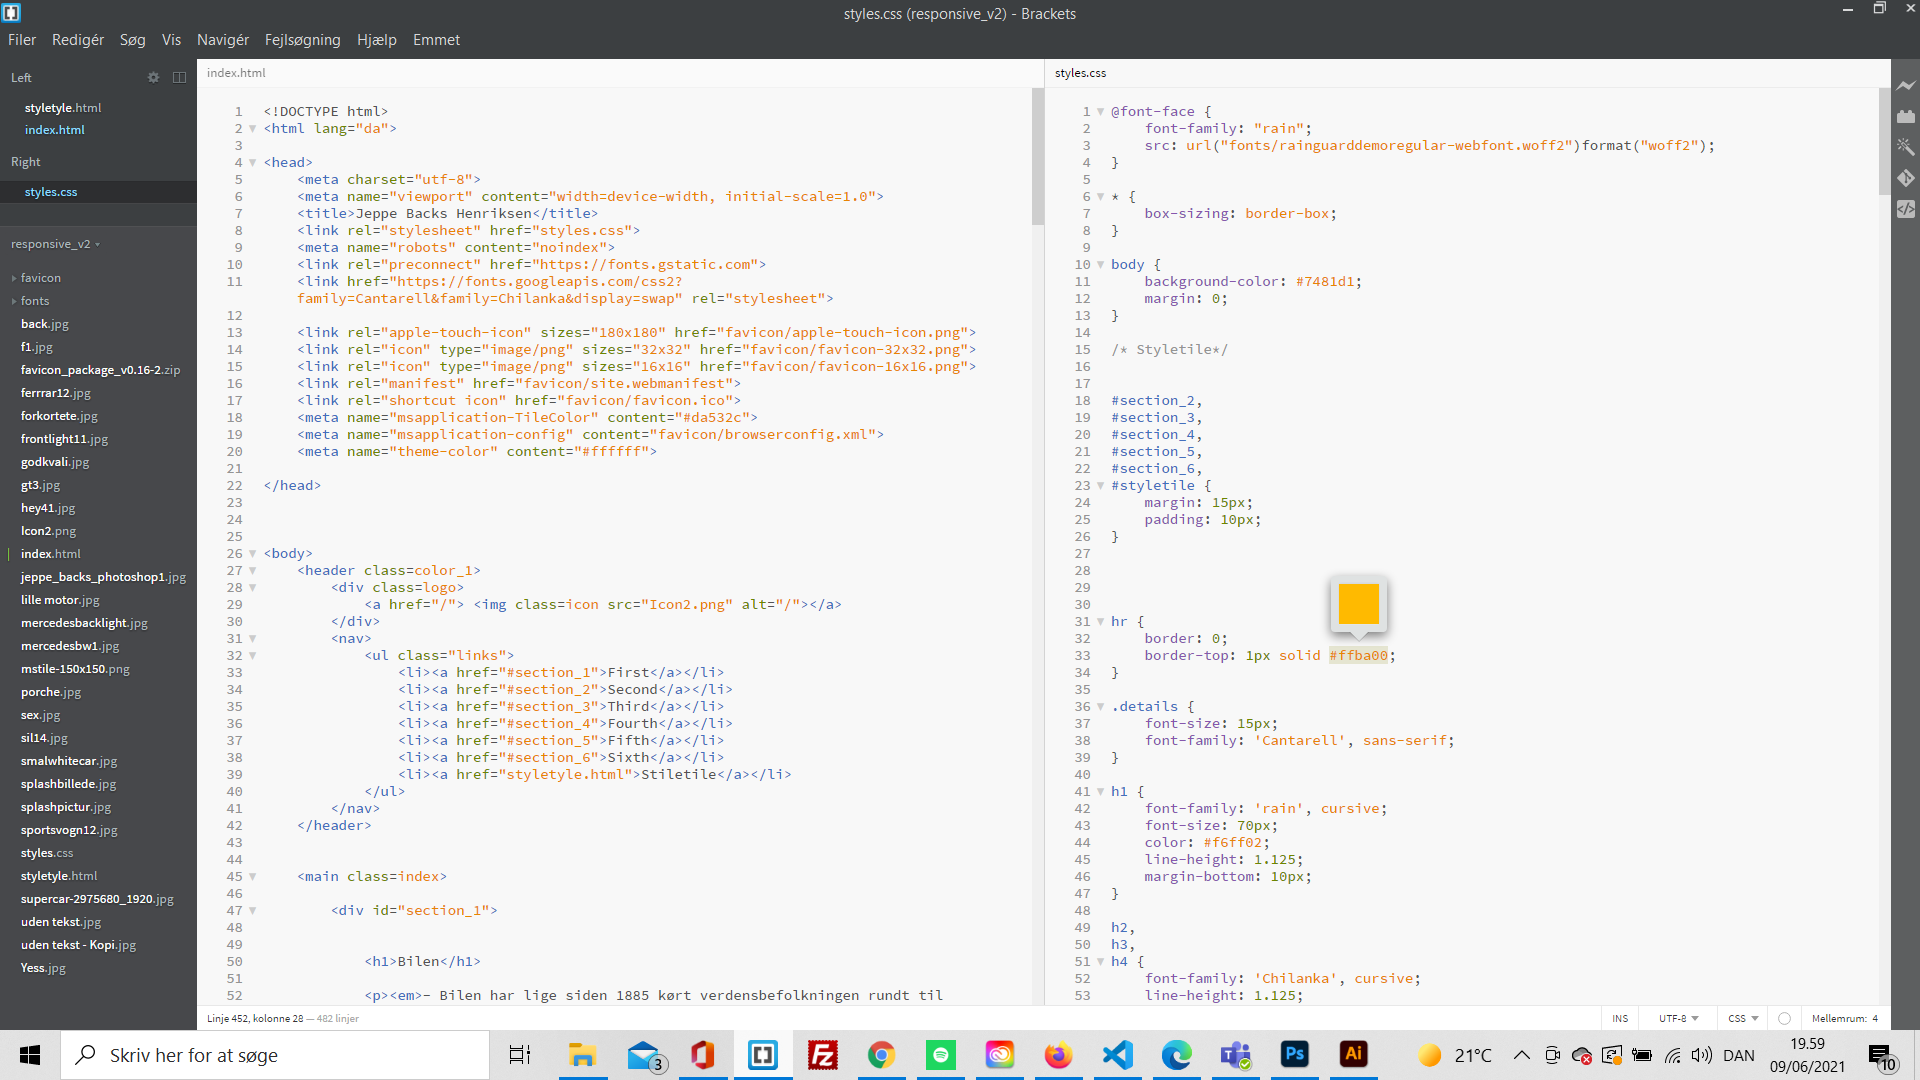 styles.css (responsive_v2) - Brackets
Filer Redigér Søg Vis Navigér Fejlsøgning Hjælp Emmet
Left
styletyle.html
index.html
Right
styles.css
responsive_v2
favicon
fonts
back.jpg
f1.jpg
favicon_package_v0.16-2.zip
ferrrar12.jpg
forkortete.jpg
frontlight11.jpg
godkvali.jpg
gt3.jpg
hey41.jpg
Icon2.png
index.html
jeppe_backs_photoshop1.jpg
lille motor.jpg
mercedesbacklight.jpg
mercedesbw1.jpg
mstile-150x150.png
porche.jpg
sex.jpg
sil14.jpg
smalwhitecar.jpg
splashbillede.jpg
splashpictur.jpg
sportsvogn12.jpg
styles.css
styletyle.html
supercar-2975680_1920.jpg
uden tekst.jpg
uden tekst - Kopi.jpg
Yess.jpg
index.html
1 <!DOCTYPE html>
2 <html lang="da">
3
4 <head>
5 <meta charset="utf-8">
6 <meta name="viewport" content="width=device-width, initial-scale=1.0">
7 <title>Jeppe Backs Henriksen</title>
8 <link rel="stylesheet" href="styles.css">
9 <meta name="robots" content="noindex">
10 <link rel="preconnect" href="https://fonts.gstatic.com">
11 <link href="https://fonts.googleapis.com/css2?
family=Cantarell&family=Chilanka&display=swap" rel="stylesheet">
12
13 <link rel="apple-touch-icon" sizes="180x180" href="favicon/apple-touch-icon.png">
14 <link rel="icon" type="image/png" sizes="32x32" href="favicon/favicon-32x32.png">
15 <link rel="icon" type="image/png" sizes="16x16" href="favicon/favicon-16x16.png">
16 <link rel="manifest" href="favicon/site.webmanifest">
17 <link rel="shortcut icon" href="favicon/favicon.ico">
18 <meta name="msapplication-TileColor" content="#da532c">
19 <meta name="msapplication-config" content="favicon/browserconfig.xml">
20 <meta name="theme-color" content="#ffffff">
21
22 </head>
23
24
25
26 <body>
27 <header class=color_1>
28 <div class=logo>
29 <a href="/"> <img class=icon src="Icon2.png" alt="/"></a>
30 </div>
31 <nav>
32 <ul class="links">
33 <li><a href="#section_1">First</a></li>
34 <li><a href="#section_2">Second</a></li>
35 <li><a href="#section_3">Third</a></li>
36 <li><a href="#section_4">Fourth</a></li>
37 <li><a href="#section_5">Fifth</a></li>
38 <li><a href="#section_6">Sixth</a></li>
39 <li><a href="styletyle.html">Stiletile</a></li>
40 </ul>
41 </nav>
42 </header>
43
44
45 <main class=index>
46
47 <div id="section_1">
48
49
50 <h1>Bilen</h1>
51
52 <p><em>- Bilen har lige siden 1885 kørt verdensbefolkningen rundt til
styles.css
1 @font-face {
2 font-family: "rain";
3 src: url("fonts/rainguarddemoregular-webfont.woff2")format("woff2");
4 }
5
6 * {
7 box-sizing: border-box;
8 }
9
10 body {
11 background-color: #7481d1;
12 margin: 0;
13 }
14
15 /* Styletile*/
16
17
18 #section_2,
19 #section_3,
20 #section_4,
21 #section_5,
22 #section_6,
23 #styletile {
24 margin: 15px;
25 padding: 10px;
26 }
27
28
29
30
31 hr {
32 border: 0;
33 border-top: 1px solid #ffba00;
34 }
35
36 .details {
37 font-size: 15px;
38 font-family: 'Cantarell', sans-serif;
39 }
40
41 h1 {
42 font-family: 'rain', cursive;
43 font-size: 70px;
44 color: #f6ff02;
45 line-height: 1.125;
46 margin-bottom: 10px;
47 }
48
49 h2,
50 h3,
51 h4 {
52 font-family: 'Chilanka', cursive;
53 line-height: 1.125;
Linje 452, kolonne 28 — 482 linjer
INS UTF-8 CSS Mellemrum: 4
Skriv her for at søge
3
Fz
Ps
Ai
21°C
DAN
19.59
09/06/2021
10